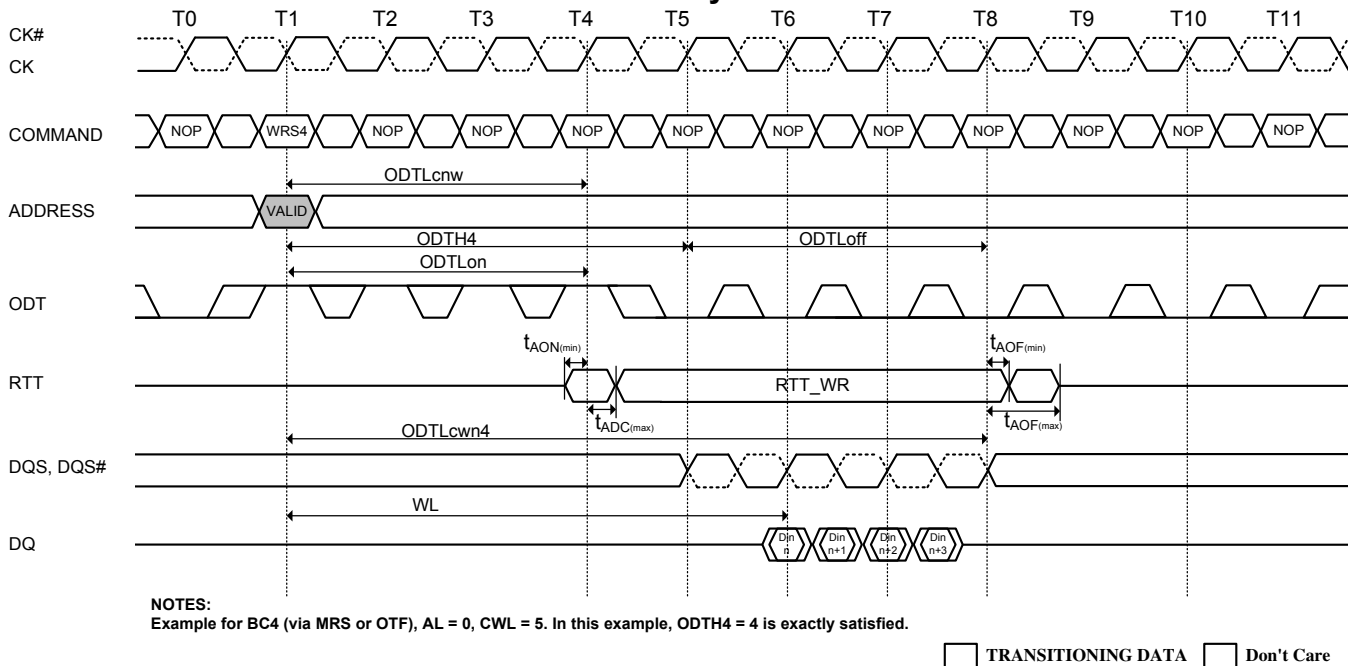 T0 T1 T2 T3 T4 T5 T6 T7 T8 T9 T10 T11
CK#
CK
COMMAND NOP WRS4 NOP NOP NOP NOP NOP NOP NOP NOP NOP NOP
ODTLcnw
ADDRESS VALID
ODTH4 ODTLoff
ODTLon
ODT
tAON(min) tAOF(min)
RTT RTT_WR
tADC(max) tAOF(max)
ODTLcwn4
DQS, DQS#
WL
DQ Din n Din n+1 Din n+2 Din n+3
NOTES:
Example for BC4 (via MRS or OTF), AL = 0, CWL = 5. In this example, ODTH4 = 4 is exactly satisfied.
TRANSITIONING DATA Don't Care